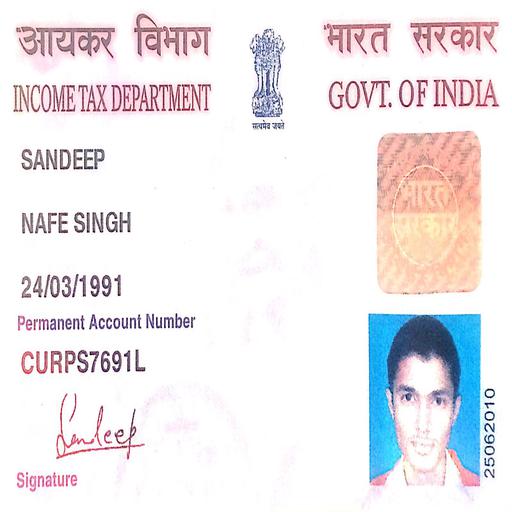 आयकर विभाग
भारत सरकार
INCOME TAX DEPARTMENT
GOVT. OF INDIA
सत्यमेव जयते
SANDEEP
भारत
सरकार
NAFE SINGH
24/03/1991
Permanent Account Number
CURPS7691L
Sandeep
Signature
25062010